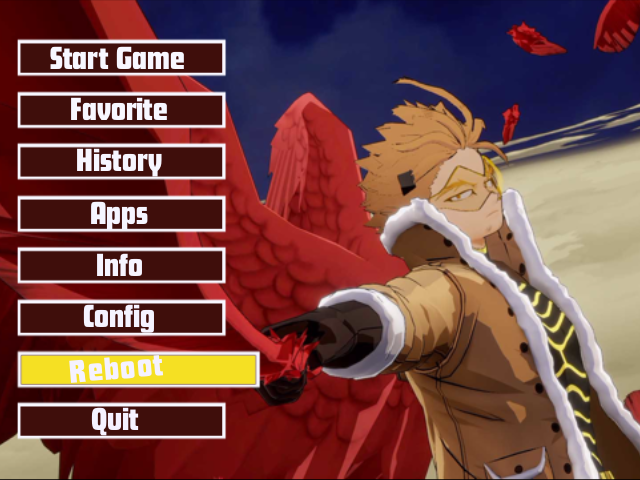 Start Game
Favorite
History
Apps
Info
Config
Reboot
Quit